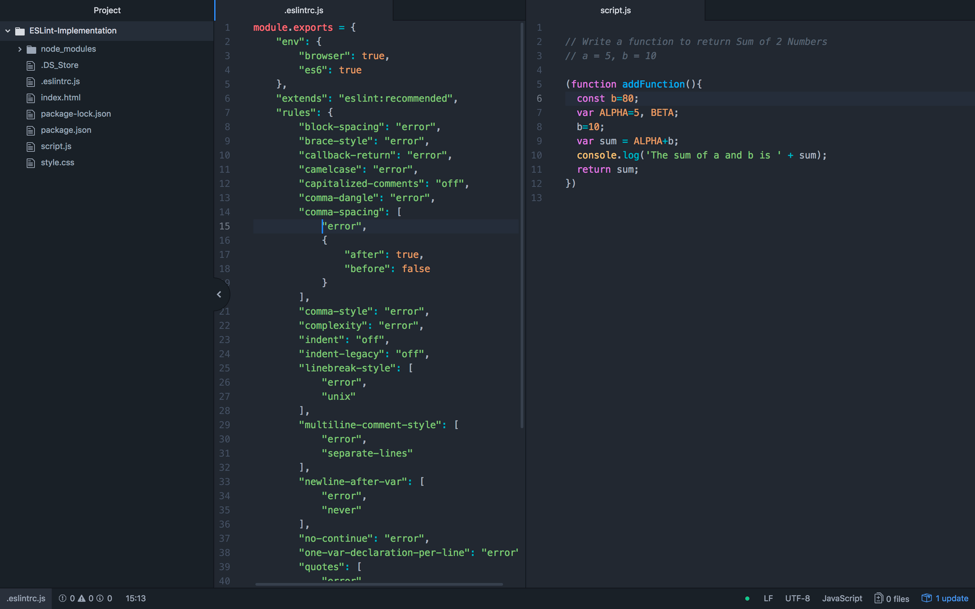 Project
ESLint-Implementation
node_modules
.DS_Store
.eslintrc.js
index.html
package-lock.json
package.json
script.js
style.css
.eslintrc.js
1 module.exports = {
2 "env": {
3 "browser": true,
4 "es6": true
5 },
6 "extends": "eslint:recommended",
7 "rules": {
8 "block-spacing": "error",
9 "brace-style": "error",
10 "callback-return": "error",
11 "camelcase": "error",
12 "capitalized-comments": "off",
13 "comma-dangle": "error",
14 "comma-spacing": [
15 "error",
16 {
17 "after": true,
18 "before": false
}
],
21 "comma-style": "error",
22 "complexity": "error",
23 "indent": "off",
24 "indent-legacy": "off",
25 "linebreak-style": [
26 "error",
27 "unix"
28 ],
29 "multiline-comment-style": [
30 "error",
31 "separate-lines"
32 ],
33 "newline-after-var": [
34 "error",
35 "never"
36 ],
37 "no-continue": "error",
38 "one-var-declaration-per-line": "error"
39 "quotes": [
40 "error"
script.js
1
2 // Write a function to return Sum of 2 Numbers
3 // a = 5, b = 10
4
5 (function addFunction(){
6 const b=80;
7 var ALPHA=5, BETA;
8 b=10;
9 var sum = ALPHA+b;
10 console.log('The sum of a and b is ' + sum);
11 return sum;
12 })
13
.eslintrc.js 0 0 0 15:13 LF UTF-8 JavaScript 0 files 1 update